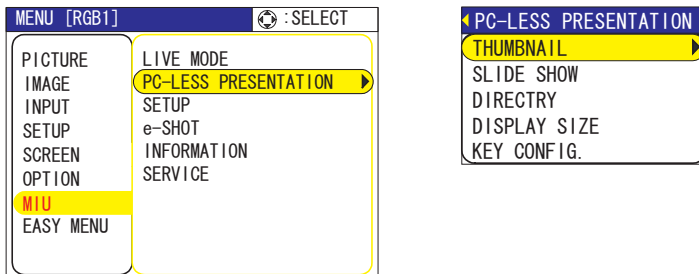 MENU [RGB1] :SELECT
PICTURE
IMAGE
INPUT
SETUP
SCREEN
OPTION
MIU
EASY MENU
LIVE MODE
PC-LESS PRESENTATION
SETUP
e-SHOT
INFORMATION
SERVICE
PC-LESS PRESENTATION
THUMBNAIL
SLIDE SHOW
DIRECTRY
DISPLAY SIZE
KEY CONFIG.